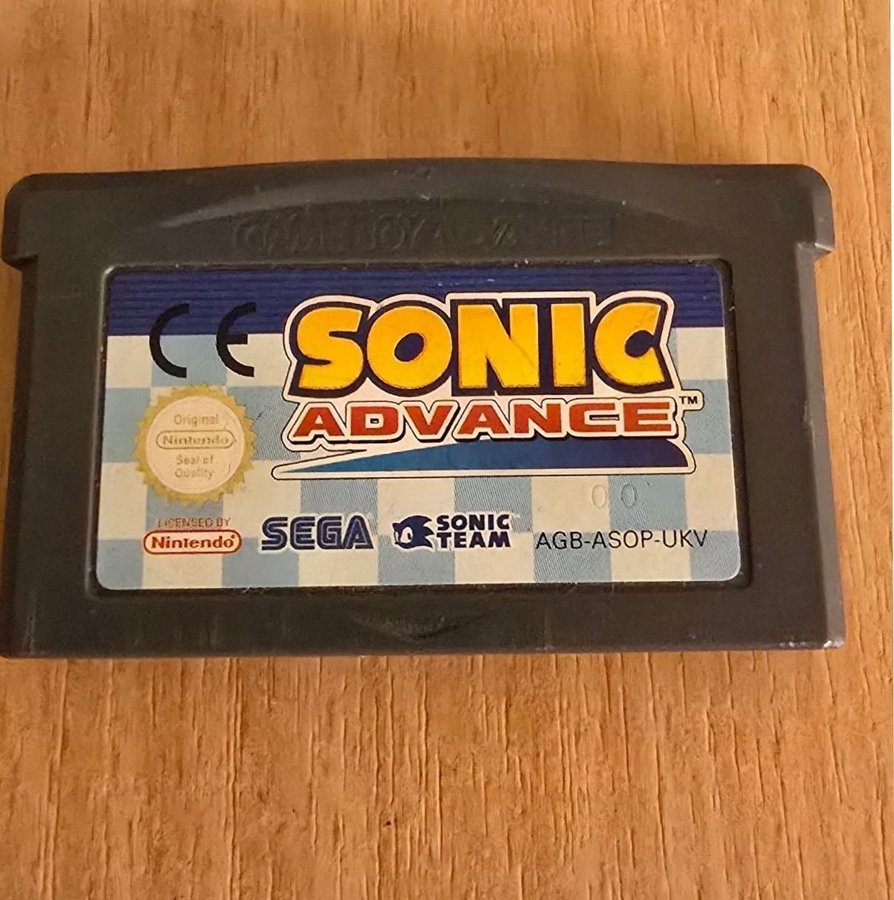 GAME BOY ADVANCE
CE
SONIC
ADVANCE™
Original
Nintendo
Seal of
Quality
00
LICENSED BY
Nintendo
SEGA
SONIC
TEAM
AGB-ASOP-UKV